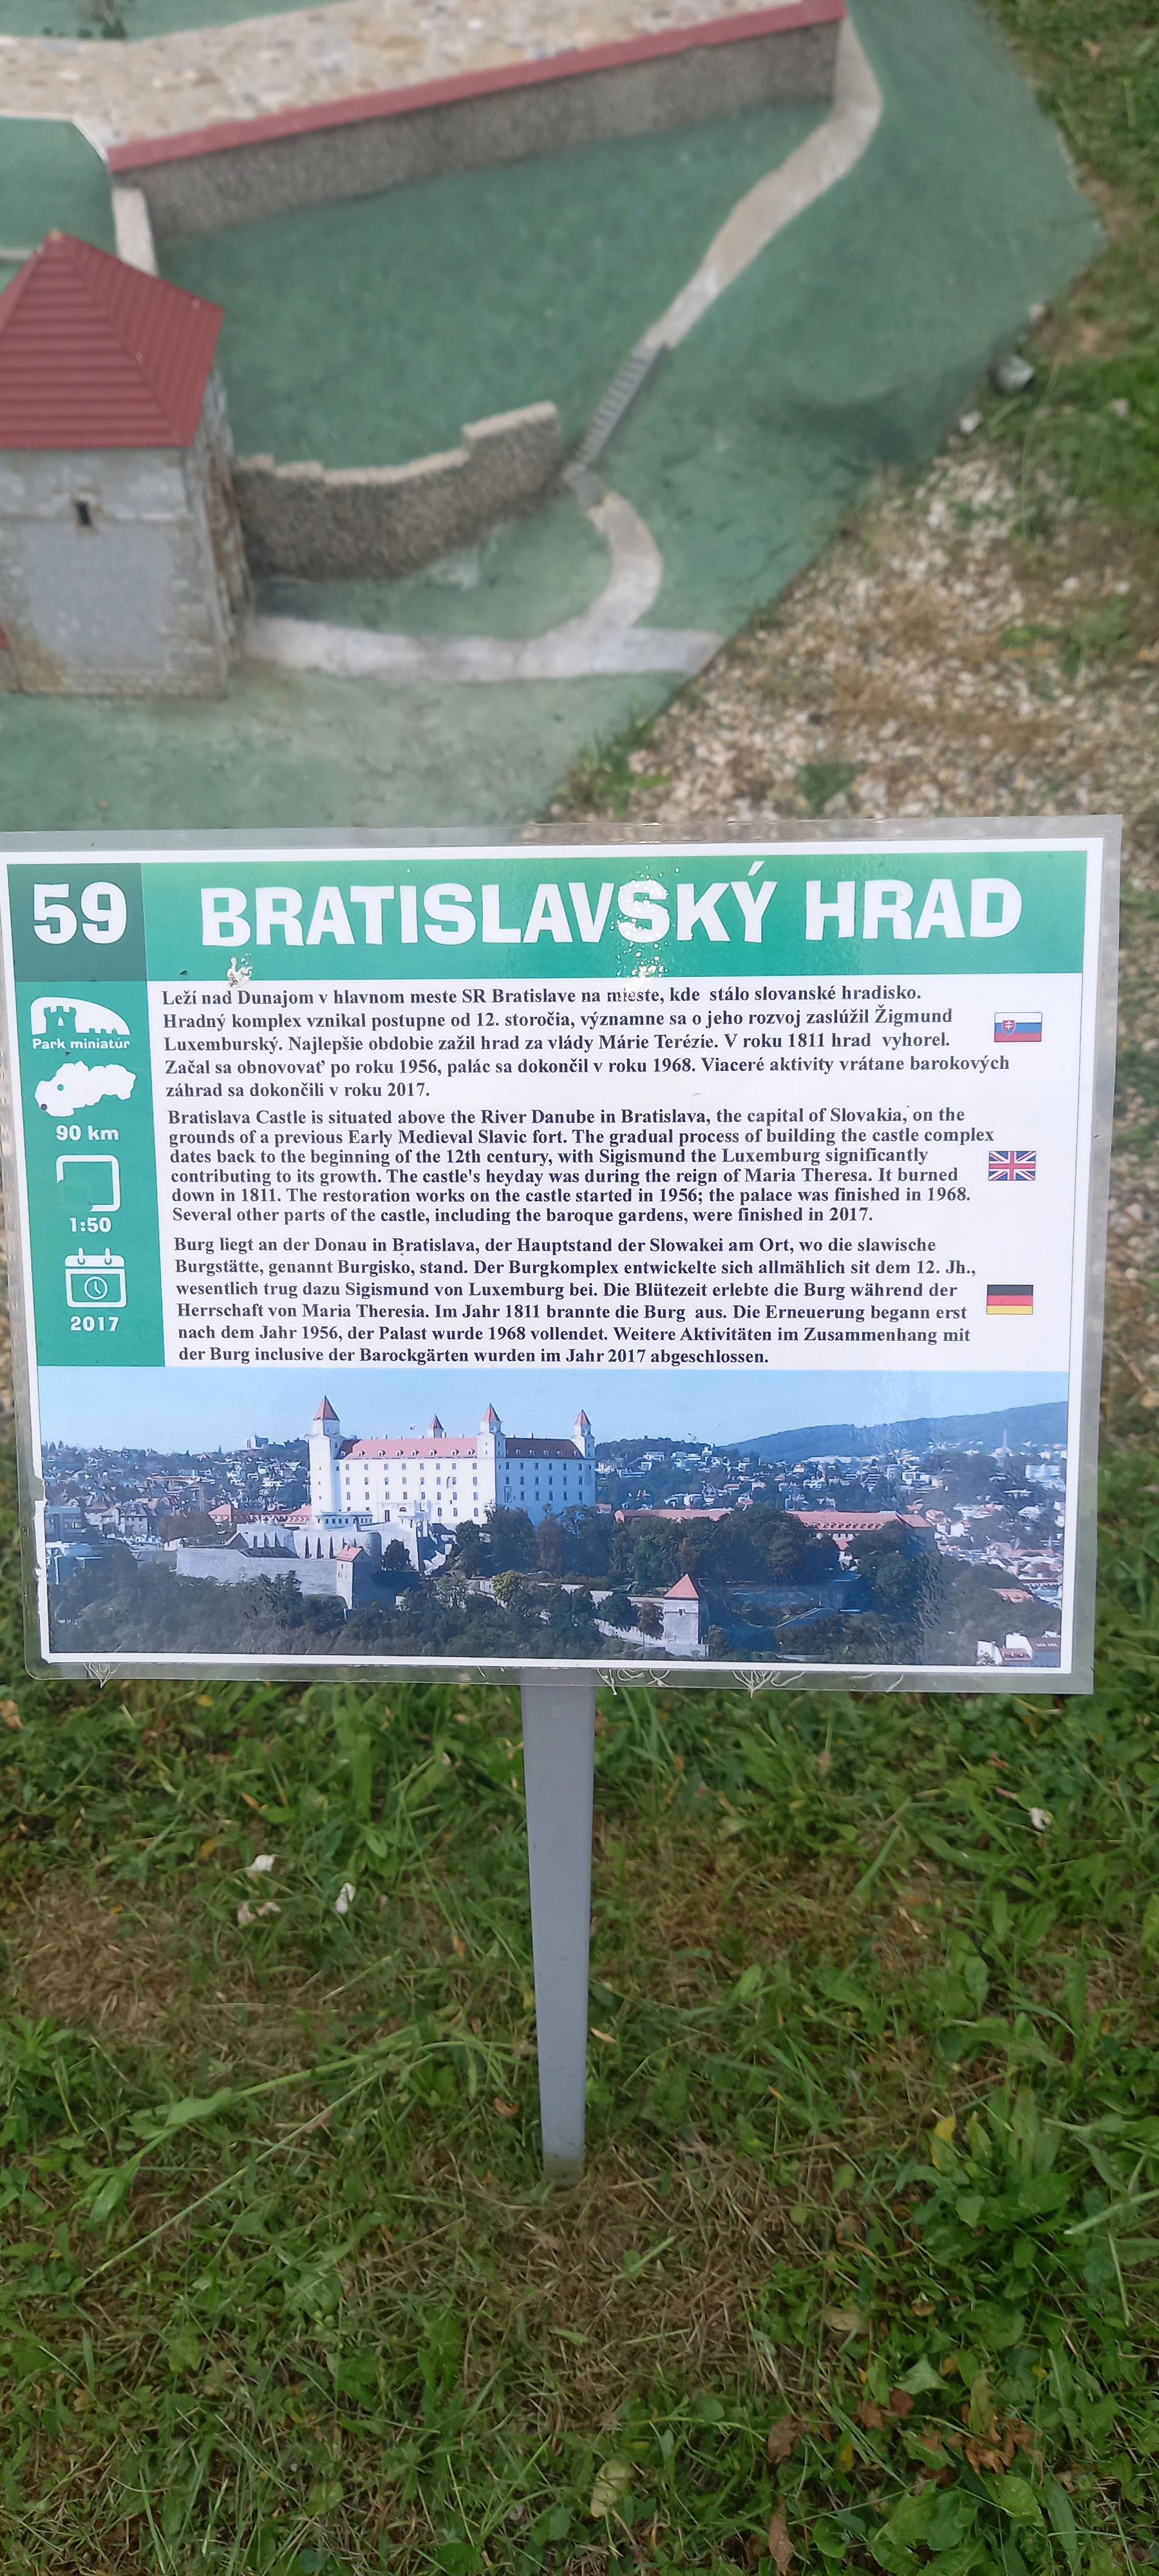 59
BRATISLAVSKÝ HRAD
Park miniatúr
90 km
1:50
2017
Leží nad Dunajom v hlavnom meste SR Bratislave na mieste, kde stálo slovanské hradisko.
Hradný komplex vznikal postupne od 12. storočia, významne sa o jeho rozvoj zaslúžil Žigmund
Luxemburský. Najlepšie obdobie zažil hrad za vlády Márie Terézie. V roku 1811 hrad vyhorel.
Začal sa obnovovať po roku 1956, palác sa dokončil v roku 1968. Viaceré aktivity vrátane barokových
záhrad sa dokončili v roku 2017.
Bratislava Castle is situated above the River Danube in Bratislava, the capital of Slovakia, on the
grounds of a previous Early Medieval Slavic fort. The gradual process of building the castle complex
dates back to the beginning of the 12th century, with Sigismund the Luxemburg significantly
contributing to its growth. The castle's heyday was during the reign of Maria Theresa. It burned
down in 1811. The restoration works on the castle started in 1956; the palace was finished in 1968.
Several other parts of the castle, including the baroque gardens, were finished in 2017.
Burg liegt an der Donau in Bratislava, der Hauptstand der Slowakei am Ort, wo die slawische
Burgstätte, genannt Burgisko, stand. Der Burgkomplex entwickelte sich allmählich sit dem 12. Jh.,
wesentlich trug dazu Sigismund von Luxemburg bei. Die Blütezeit erlebte die Burg während der
Herrschaft von Maria Theresia. Im Jahr 1811 brannte die Burg aus. Die Erneuerung begann erst
nach dem Jahr 1956, der Palast wurde 1968 vollendet. Weitere Aktivitäten im Zusammenhang mit
der Burg inclusive der Barockgärten wurden im Jahr 2017 abgeschlossen.